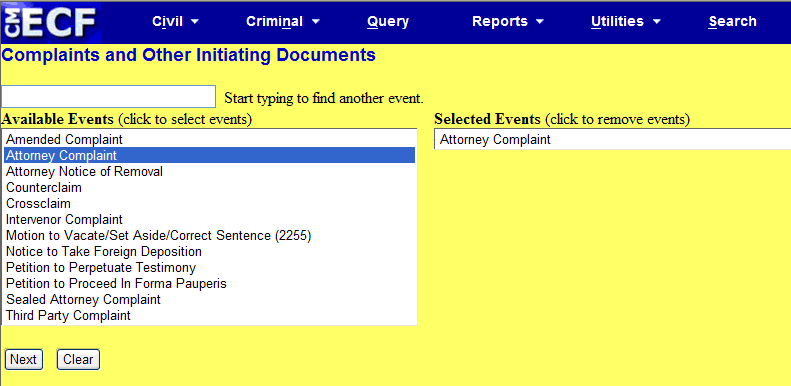 CM ECF Civil Criminal Query Reports Utilities Search
Complaints and Other Initiating Documents
Start typing to find another event.
Available Events (click to select events)
Selected Events (click to remove events)
Amended Complaint
Attorney Complaint
Attorney Complaint
Attorney Notice of Removal
Counterclaim
Crossclaim
Intervenor Complaint
Motion to Vacate/Set Aside/Correct Sentence (2255)
Notice to Take Foreign Deposition
Petition to Perpetuate Testimony
Petition to Proceed In Forma Pauperis
Sealed Attorney Complaint
Third Party Complaint
Next Clear